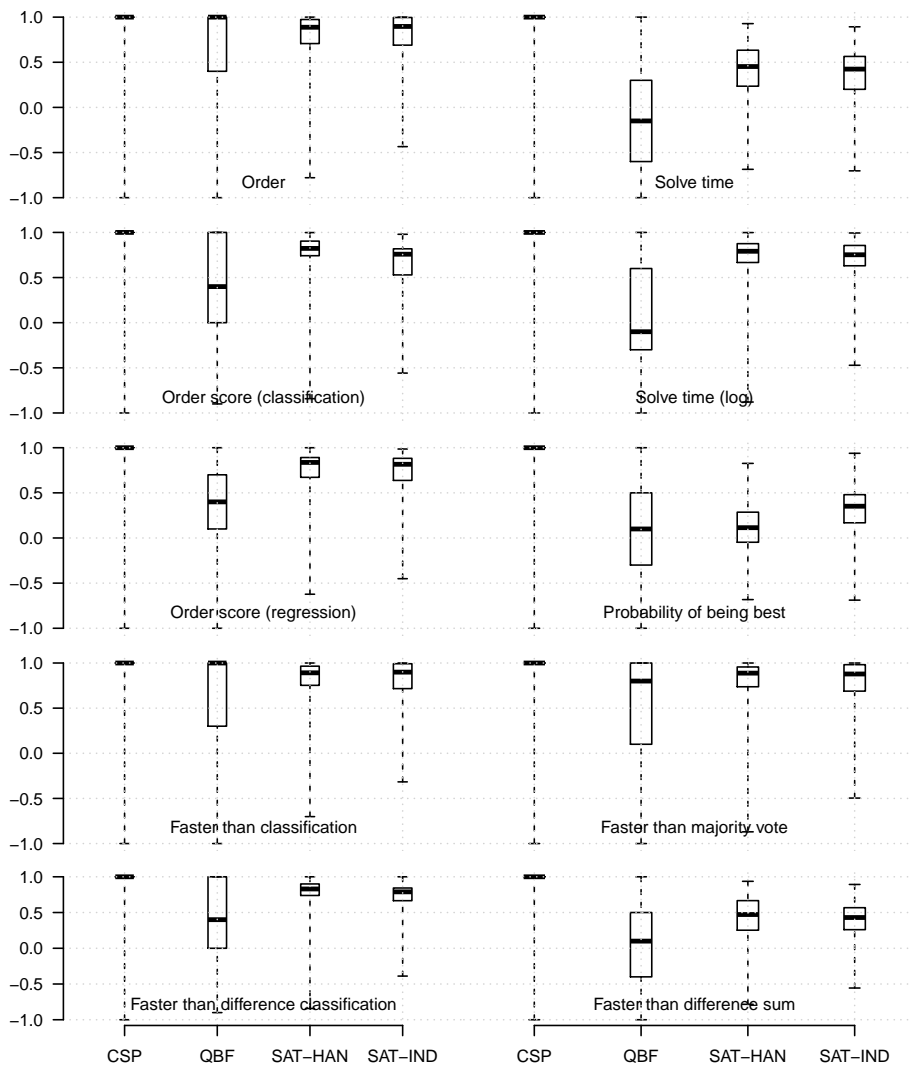 1.0
0.5
0.0
−0.5
−1.0
Order
Solve time
1.0
0.5
0.0
−0.5
−1.0
Order score (classification)
Solve time (log)
1.0
0.5
0.0
−0.5
−1.0
Order score (regression)
Probability of being best
1.0
0.5
0.0
−0.5
−1.0
Faster than classification
Faster than majority vote
1.0
0.5
0.0
−0.5
−1.0
Faster than difference classification
Faster than difference sum
CSP QBF SAT−HAN SAT−IND CSP QBF SAT−HAN SAT−IND